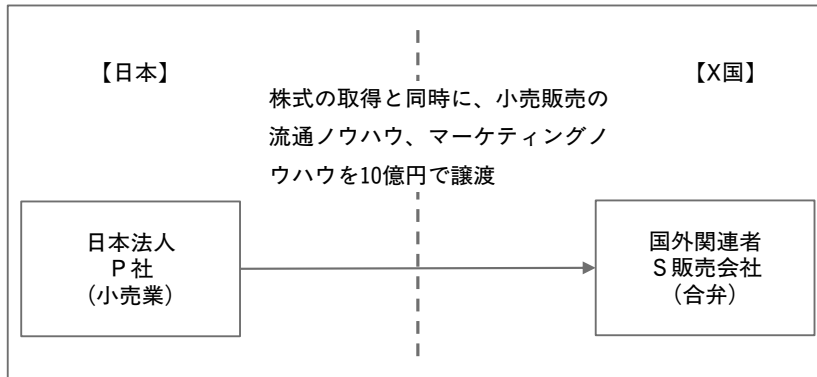 【日本】
【X国】
株式の取得と同時に、小売販売の
流通ノウハウ、マーケティングノ
ウハウを10億円で譲渡
日本法人
P社
(小売業)
国外関連者
S販売会社
(合弁)